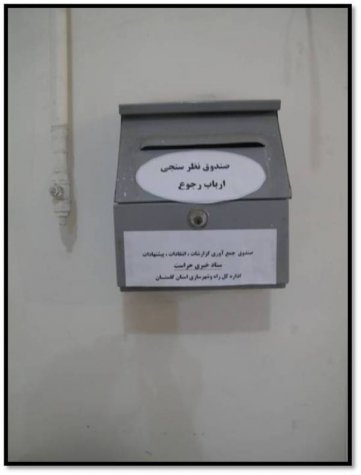 صندوق نظر سنجی
ارباب رجوع
صندوق جمع آوری گزارشات ، انتقادات ، پیشنهادات
ستاد خبری حراست
اداره کل راه وشهرسازی استان گلستان